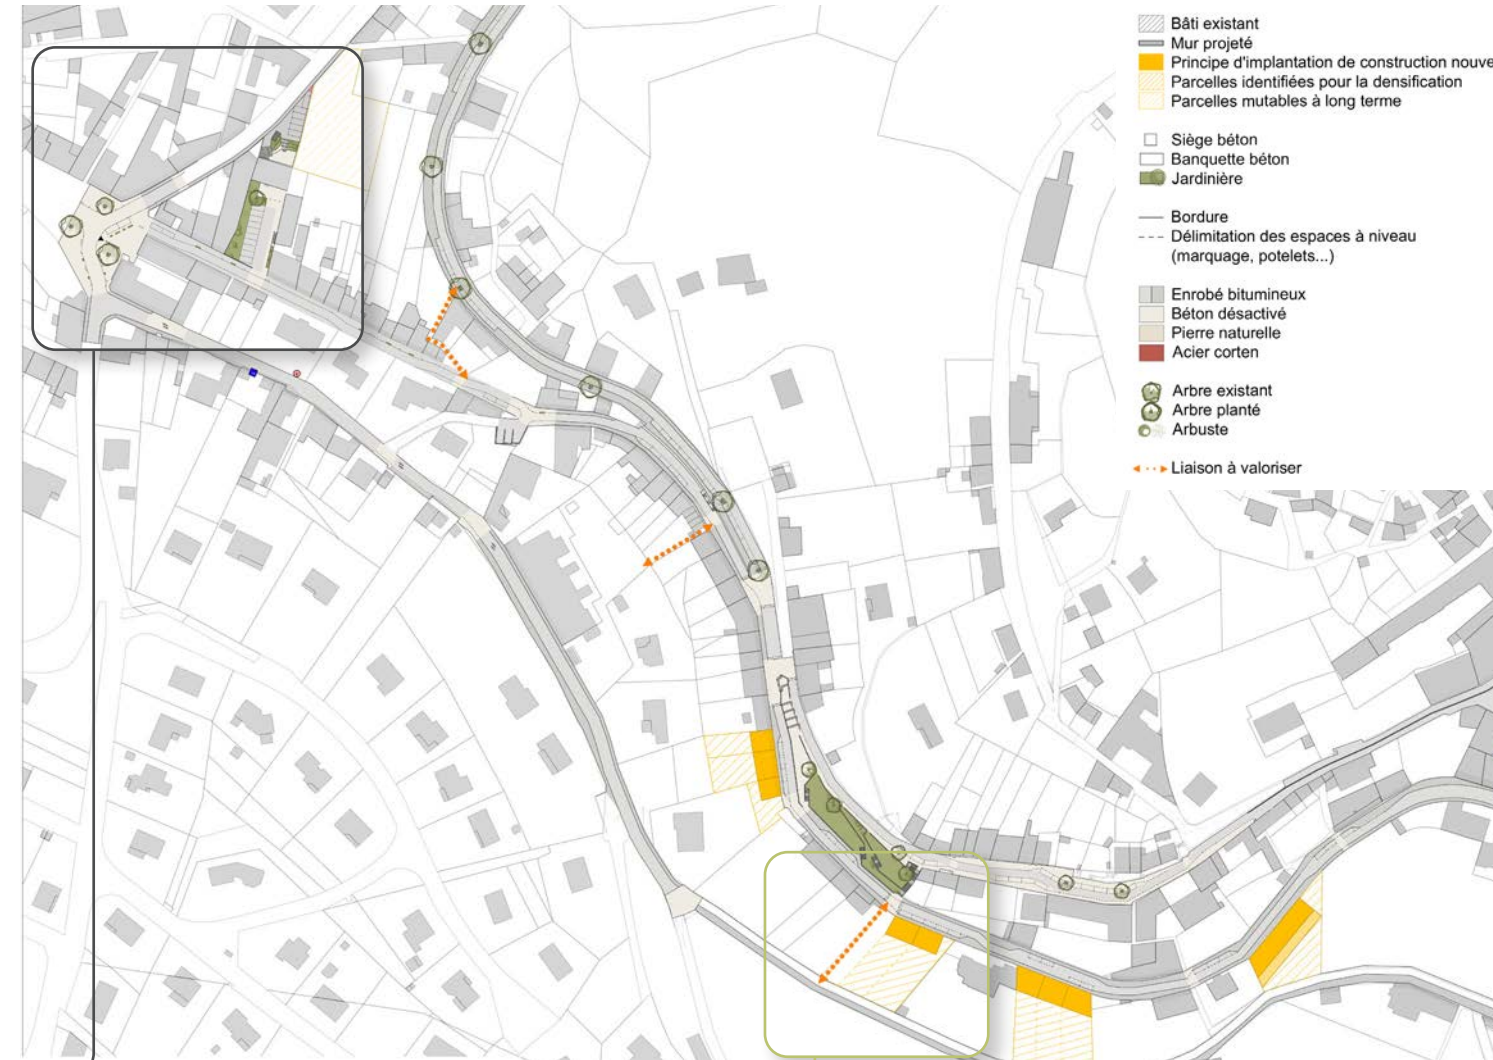 Bâti existant
Mur projeté
Principe d'implantation de construction nouve
Parcelles identifiées pour la densification
Parcelles mutables à long terme
Siège béton
Banquette béton
Jardinière
Bordure
Délimitation des espaces à niveau
(marquage, potelets...)
Enrobé bitumineux
Béton désactivé
Pierre naturelle
Acier corten
Arbre existant
Arbre planté
Arbuste
Liaison à valoriser